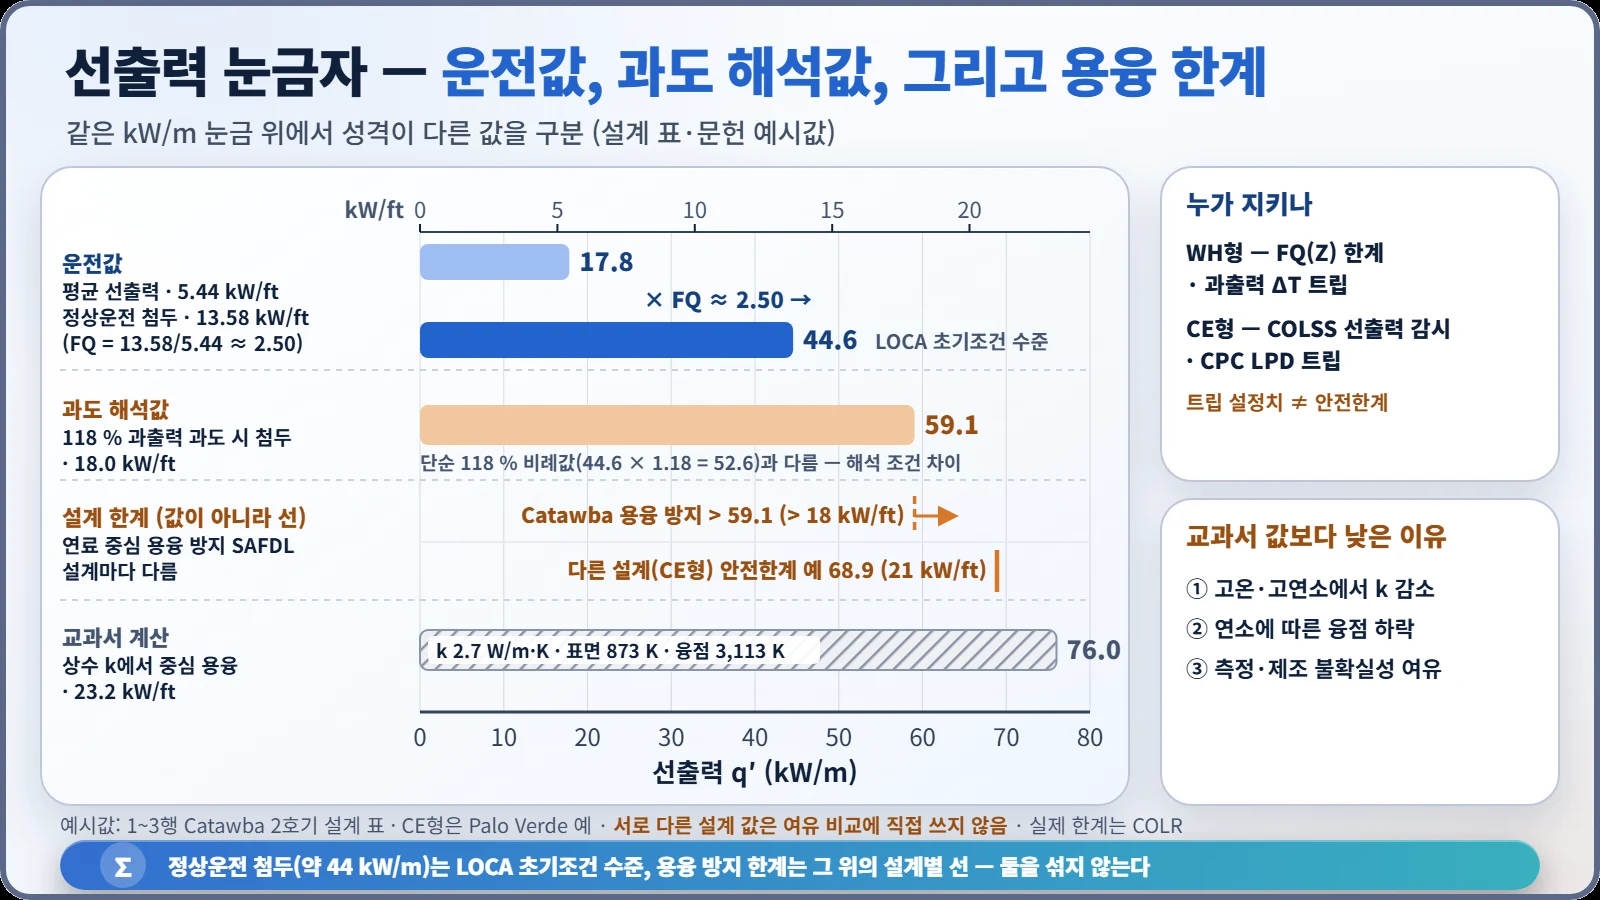 선출력 눈금자 — 운전값, 과도 해석값, 그리고 용융 한계
같은 kW/m 눈금 위에서 성격이 다른 값을 구분 (설계 표·문헌 예시값)
kW/ft 0 5 10 15 20
운전값
평균 선출력 · 5.44 kW/ft
정상운전 첨두 · 13.58 kW/ft
(FQ = 13.58/5.44 ≈ 2.50)
17.8
× FQ ≈ 2.50 →
44.6 LOCA 초기조건 수준
과도 해석값
118 % 과출력 과도 시 첨두
· 18.0 kW/ft
59.1
단순 118 % 비례값(44.6 × 1.18 = 52.6)과 다름 — 해석 조건 차이
설계 한계 (값이 아니라 선)
연료 중심 용융 방지 SAFDL
설계마다 다름
Catawba 용융 방지 > 59.1 (> 18 kW/ft)
다른 설계(CE형) 안전한계 예 68.9 (21 kW/ft)
교과서 계산
상수 k에서 중심 용융
· 23.2 kW/ft
k 2.7 W/m·K · 표면 873 K · 융점 3,113 K
76.0
0 10 20 30 40 50 60 70 80
선출력 q′ (kW/m)
누가 지키나
WH형 — FQ(Z) 한계
· 과출력 ΔT 트립
CE형 — COLSS 선출력 감시
· CPC LPD 트립
트립 설정치 ≠ 안전한계
교과서 값보다 낮은 이유
① 고온·고연소에서 k 감소
② 연소에 따른 융점 하락
③ 측정·제조 불확실성 여유
예시값: 1~3행 Catawba 2호기 설계 표 · CE형은 Palo Verde 예 · 서로 다른 설계 값은 여유 비교에 직접 쓰지 않음 · 실제 한계는 COLR
Σ 정상운전 첨두(약 44 kW/m)는 LOCA 초기조건 수준, 용융 방지 한계는 그 위의 설계별 선 — 둘을 섞지 않는다